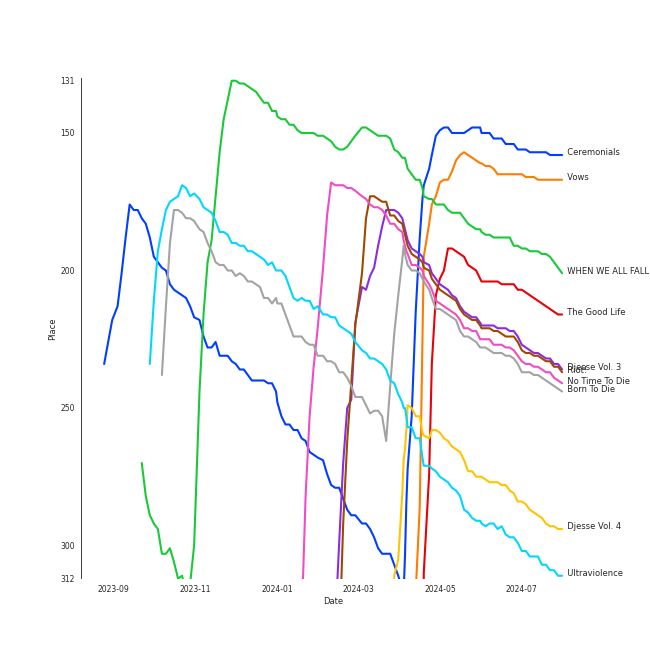 131
150
200
250
300
312
Place
2023-09
2023-11
2024-01
2024-03
2024-05
2024-07
Date
Ceremonials
Vows
WHEN WE ALL FALL
The Good Life
Djesse Vol. 3
No Time To Die
Born To Die
Djesse Vol. 4
Ultraviolence